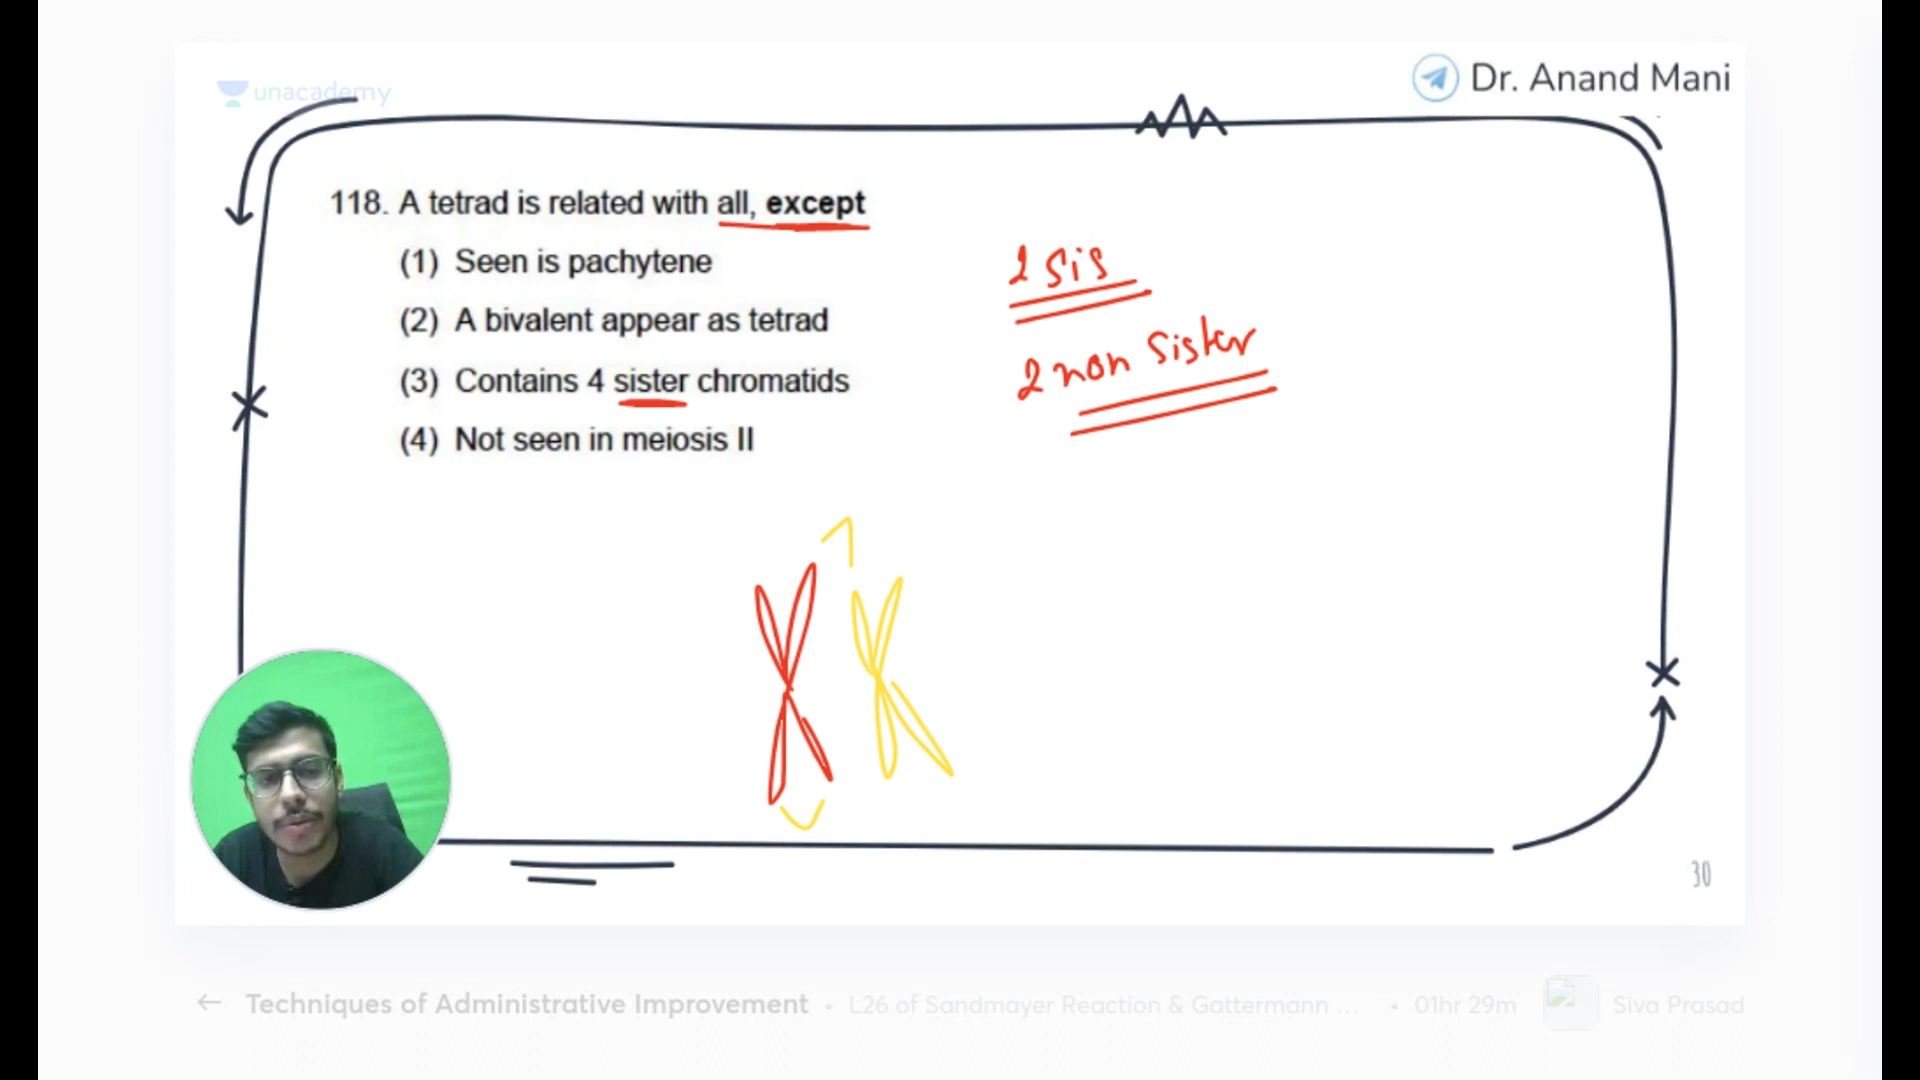 unacademy
Dr. Anand Mani
118. A tetrad is related with all, except
(1) Seen is pachytene
(2) A bivalent appear as tetrad
(3) Contains 4 sister chromatids
(4) Not seen in meiosis II
2 sis
2 non sister
30
Techniques of Administrative Improvement • L26 of Sandmayer Reaction & Gattermann ... • 01hr 29m Siva Prasad